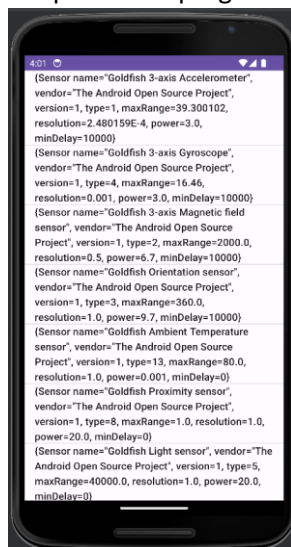 4:01
{Sensor name="Goldfish 3-axis Accelerometer",
vendor="The Android Open Source Project",
version=1, type=1, maxRange=39.300102,
resolution=2.480159E-4, power=3.0,
minDelay=10000}
{Sensor name="Goldfish 3-axis Gyroscope",
vendor="The Android Open Source Project",
version=1, type=4, maxRange=16.46,
resolution=0.001, power=3.0, minDelay=10000}
{Sensor name="Goldfish 3-axis Magnetic field
sensor", vendor="The Android Open Source
Project", version=1, type=2, maxRange=2000.0,
resolution=0.5, power=6.7, minDelay=10000}
{Sensor name="Goldfish Orientation sensor",
vendor="The Android Open Source Project",
version=1, type=3, maxRange=360.0,
resolution=1.0, power=9.7, minDelay=10000}
{Sensor name="Goldfish Ambient Temperature
sensor", vendor="The Android Open Source
Project", version=1, type=13, maxRange=80.0,
resolution=1.0, power=0.001, minDelay=0}
{Sensor name="Goldfish Proximity sensor",
vendor="The Android Open Source Project",
version=1, type=8, maxRange=1.0, resolution=1.0,
power=20.0, minDelay=0}
{Sensor name="Goldfish Light sensor", vendor="The
Android Open Source Project", version=1, type=5,
maxRange=40000.0, resolution=1.0, power=20.0,
minDelay=0}